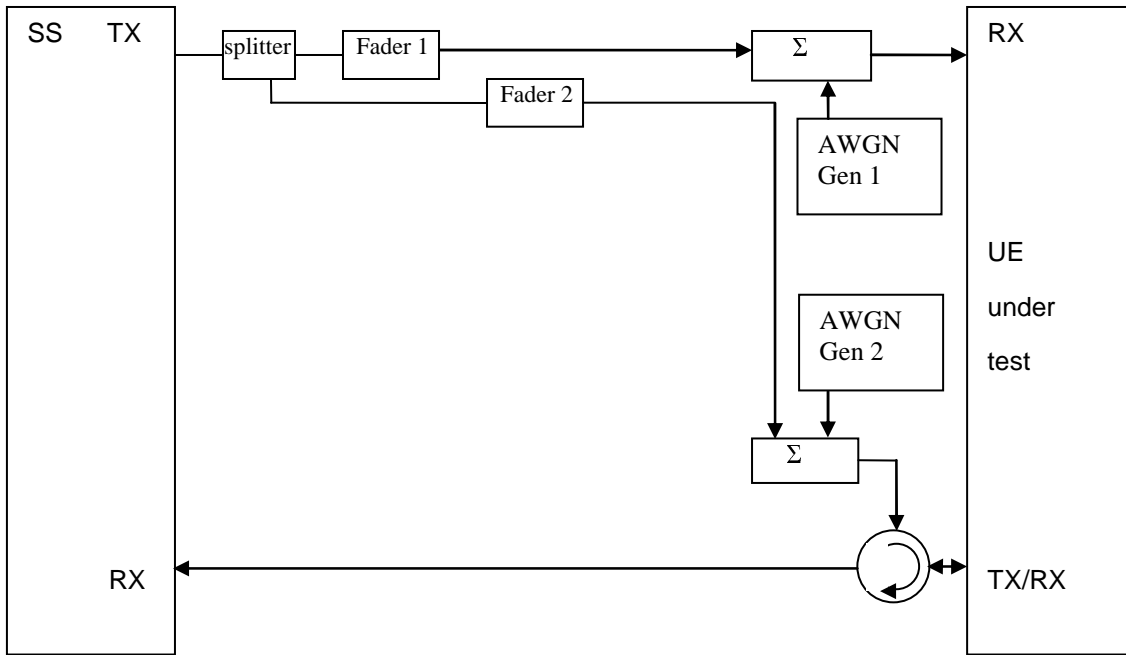 SS TX
splitter
Fader 1
Σ
RX
Fader 2
AWGN
Gen 1
UE
under
test
AWGN
Gen 2
Σ
RX
TX/RX